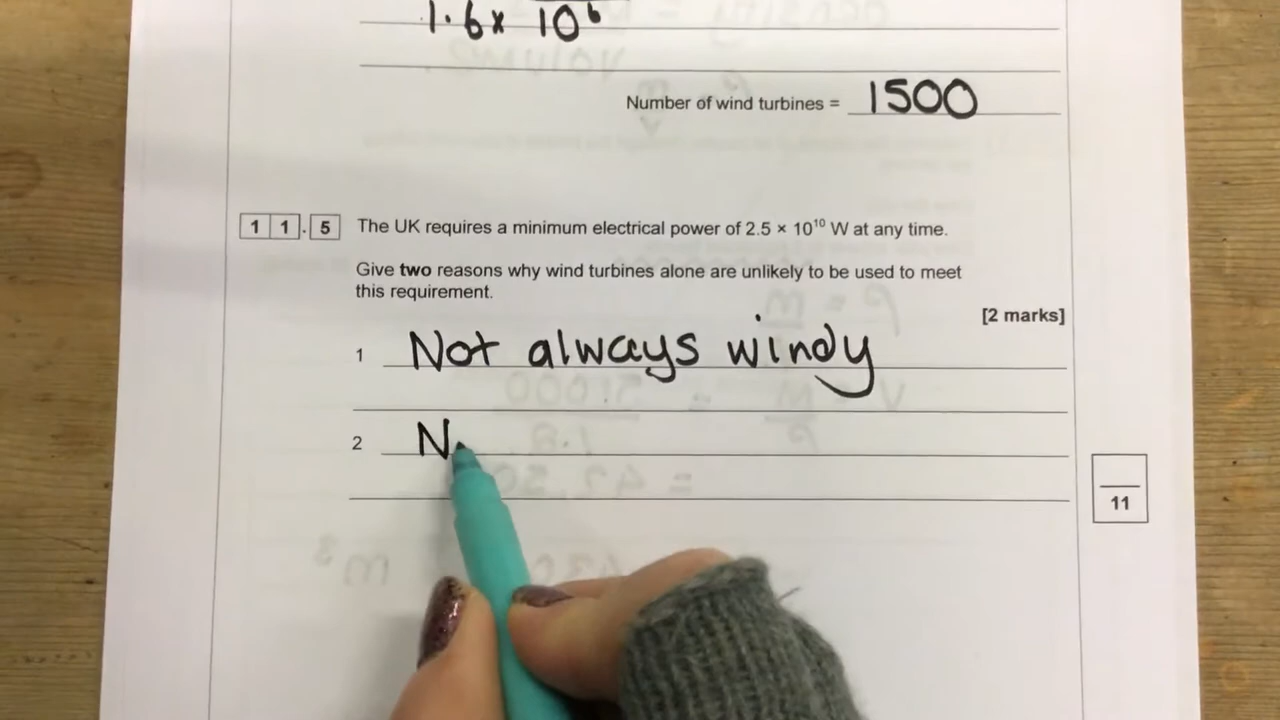 1.6 x 10⁶
Number of wind turbines = 1500
11.5 The UK requires a minimum electrical power of 2.5 × 10¹⁰ W at any time.
Give two reasons why wind turbines alone are unlikely to be used to meet
this requirement.
[2 marks]
1 Not always windy
2 N
11